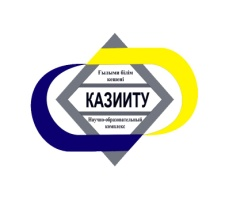 Ғылыми білім
кешені
КАЗИИТУ
Научно-образовательный
комплекс